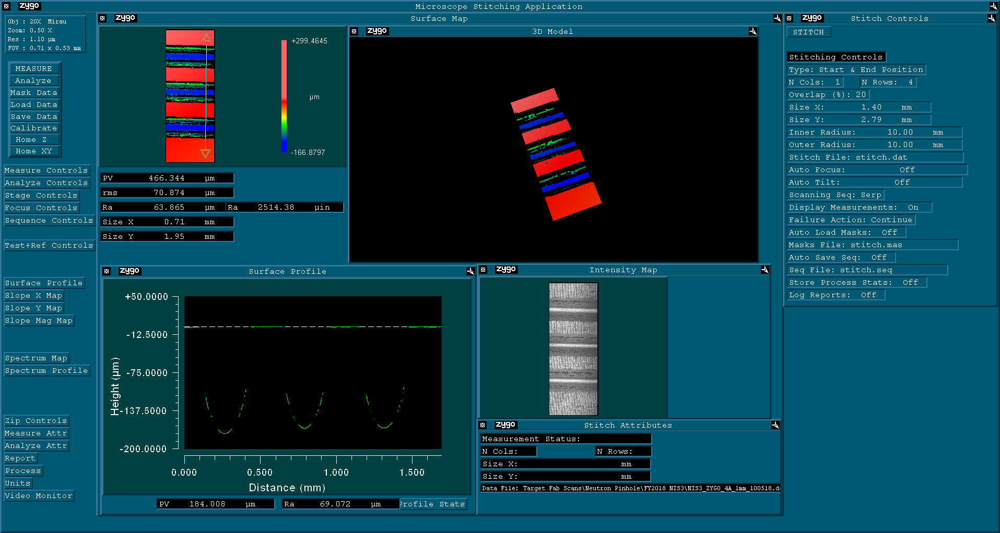 zygo Microscope Stitching Application
Obj : 20X Mirau
Zoom: 0.50 X
Res : 1.10 µm
FOV : 0.71 x 0.53 mm
MEASURE
Analyze
Mask Data
Load Data
Save Data
Calibrate
Home Z
Home XY
Measure Controls
Analyze Controls
Stage Controls
Focus Controls
Sequence Controls
Test+Ref Controls
Surface Profile
Slope X Map
Slope Y Map
Slope Mag Map
Spectrum Map
Spectrum Profile
Zip Controls
Measure Attr
Analyze Attr
Report
Process
Units
Video Monitor
zygo Surface Map
+299.4645
µm
-166.8797
PV 466.344 µm
rms 70.874 µm
Ra 63.865 µm Ra 2514.38 µin
Size X 0.71 mm
Size Y 1.95 mm
zygo 3D Model
zygo Surface Profile
+50.0000
-12.5000
-75.0000
-137.5000
-200.0000
Height (µm)
0.000 0.500 1.000 1.500
Distance (mm)
PV 184.008 µm Ra 69.072 µm Profile Stats
zygo Intensity Map
zygo Stitch Attributes
Measurement Status:
N Cols: N Rows:
Size X: mm
Size Y: mm
Data File: Target Fab Scans\Neutron Pinhole\FY2018 NIS3\NIS3_ZYGO_4A_1mm_100518.d
zygo Stitch Controls
STITCH
Stitching Controls
Type: Start & End Position
N Cols: 1 N Rows: 4
Overlap (%): 20
Size X: 1.40 mm
Size Y: 2.79 mm
Inner Radius: 10.00 mm
Outer Radius: 10.00 mm
Stitch File: stitch.dat
Auto Focus: Off
Auto Tilt: Off
Scanning Seq: Serp
Display Measurements: On
Failure Action: Continue
Auto Load Masks: Off
Masks File: stitch.mas
Auto Save Seq: Off
Seq File: stitch.seq
Store Process Stats: Off
Log Reports: Off